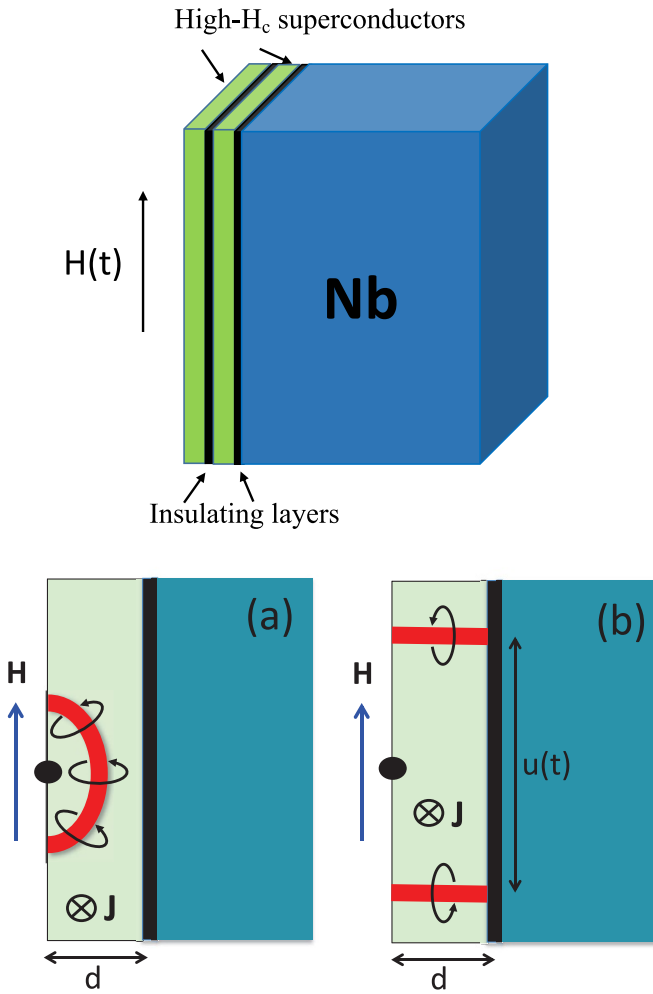 High-Hc superconductors
H(t)
Nb
Insulating layers
(a)
H
J
d
(b)
H
u(t)
J
d